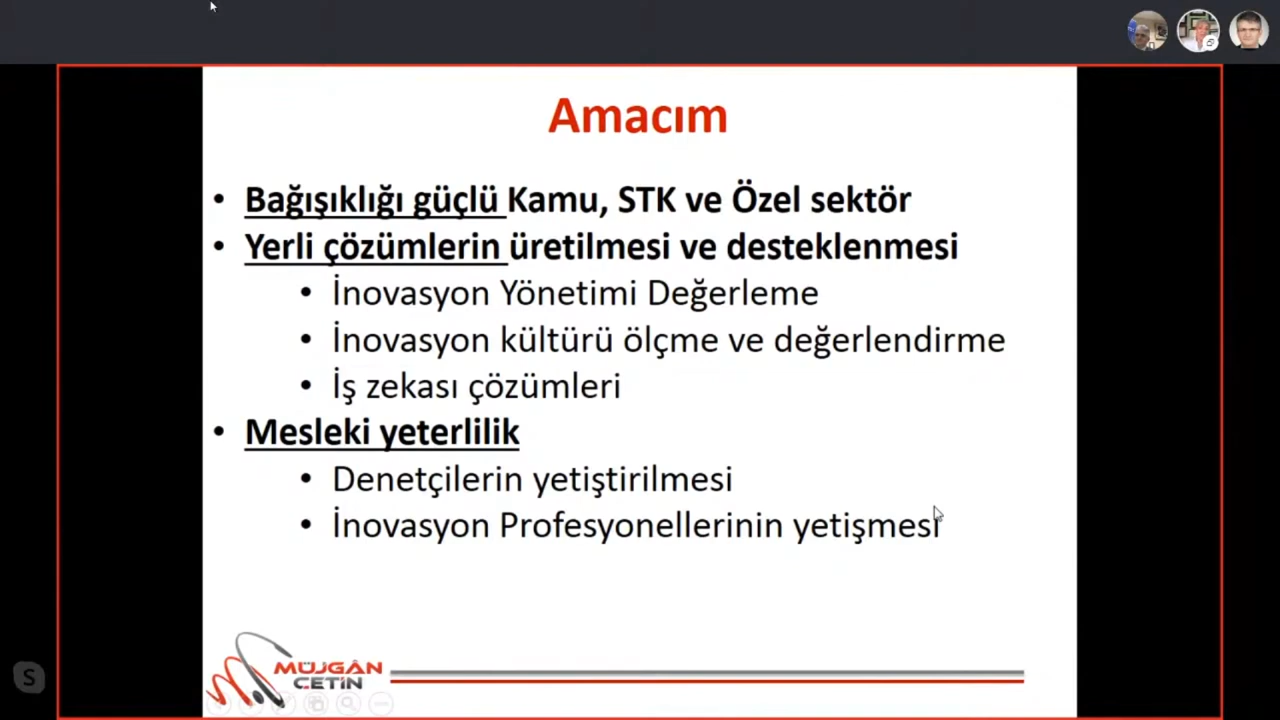 Amacım
• Bağışıklığı güçlü Kamu, STK ve Özel sektör
• Yerli çözümlerin üretilmesi ve desteklenmesi
• İnovasyon Yönetimi Değerleme
• İnovasyon kültürü ölçme ve değerlendirme
• İş zekası çözümleri
• Mesleki yeterlilik
• Denetçilerin yetiştirilmesi
• İnovasyon Profesyonellerinin yetişmesi
MÜJGÂN
ÇETİN
S